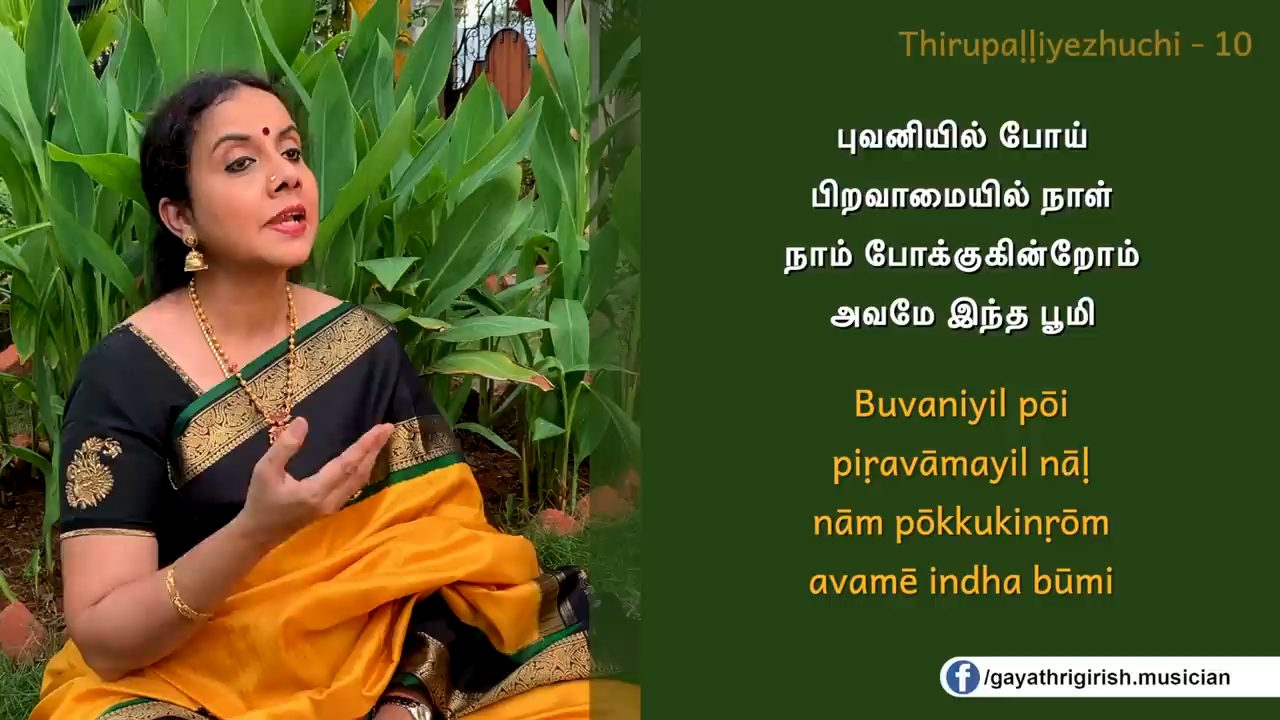 Thirupaḷḷiyezhuchi - 10
புவனியில் போய்
பிறவாமையில் நாள்
நாம் போக்குகின்றோம்
அவமே இந்த பூமி
Buvaniyil pōi
piṛavāmayil nāḷ
nām pōkkukinṛōm
avamē indha būmi
/gayathrigirish.musician